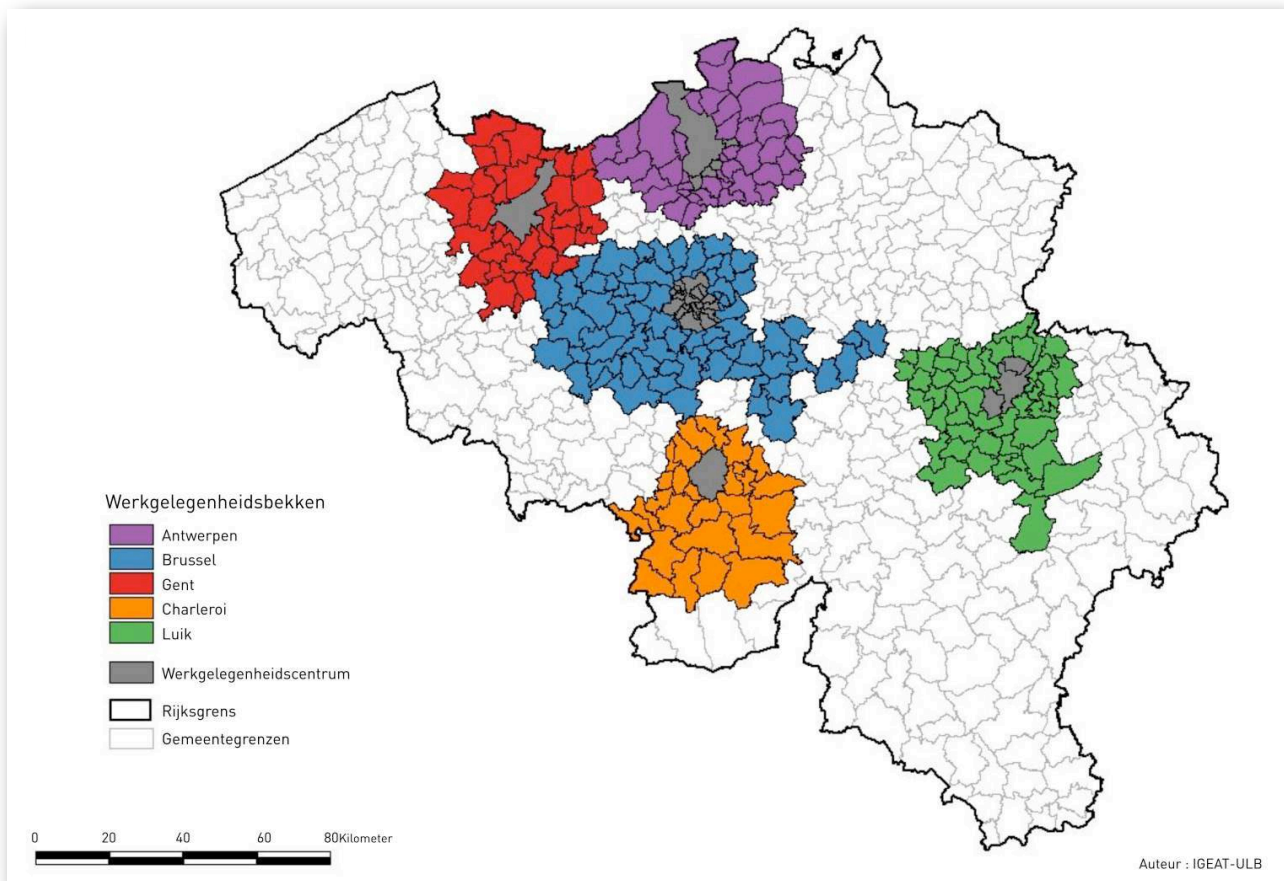 Werkgelegenheidsbekken
Antwerpen
Brussel
Gent
Charleroi
Luik
Werkgelegenheidscentrum
Rijksgrens
Gemeentegrenzen
0 20 40 60 80Kilometer
Auteur : IGEAT-ULB